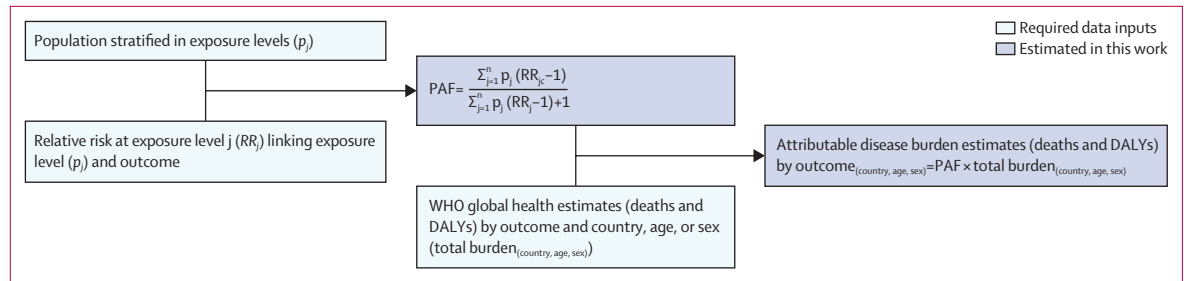 Population stratified in exposure levels (pj)
Relative risk at exposure level j (RRj) linking exposure
level (pj) and outcome
PAF= Σⁿj=1 pj (RRjc–1)
Σⁿj=1 pj (RRj–1)+1
WHO global health estimates (deaths and
DALYs) by outcome and country, age, or sex
(total burden(country, age, sex))
Attributable disease burden estimates (deaths and DALYs)
by outcome(country, age, sex)=PAF×total burden(country, age, sex)
Required data inputs
Estimated in this work